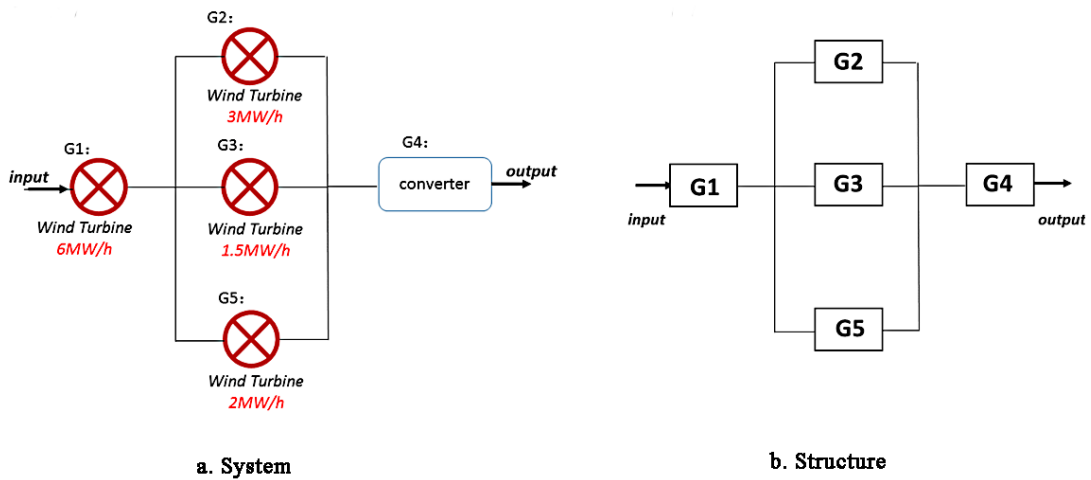 G2:
Wind Turbine
3MW/h
G1:
input
Wind Turbine
6MW/h
G3:
Wind Turbine
1.5MW/h
G4:
converter
output
G5:
Wind Turbine
2MW/h
a. System
G2
G1
G3
G4
input
output
G5
b. Structure